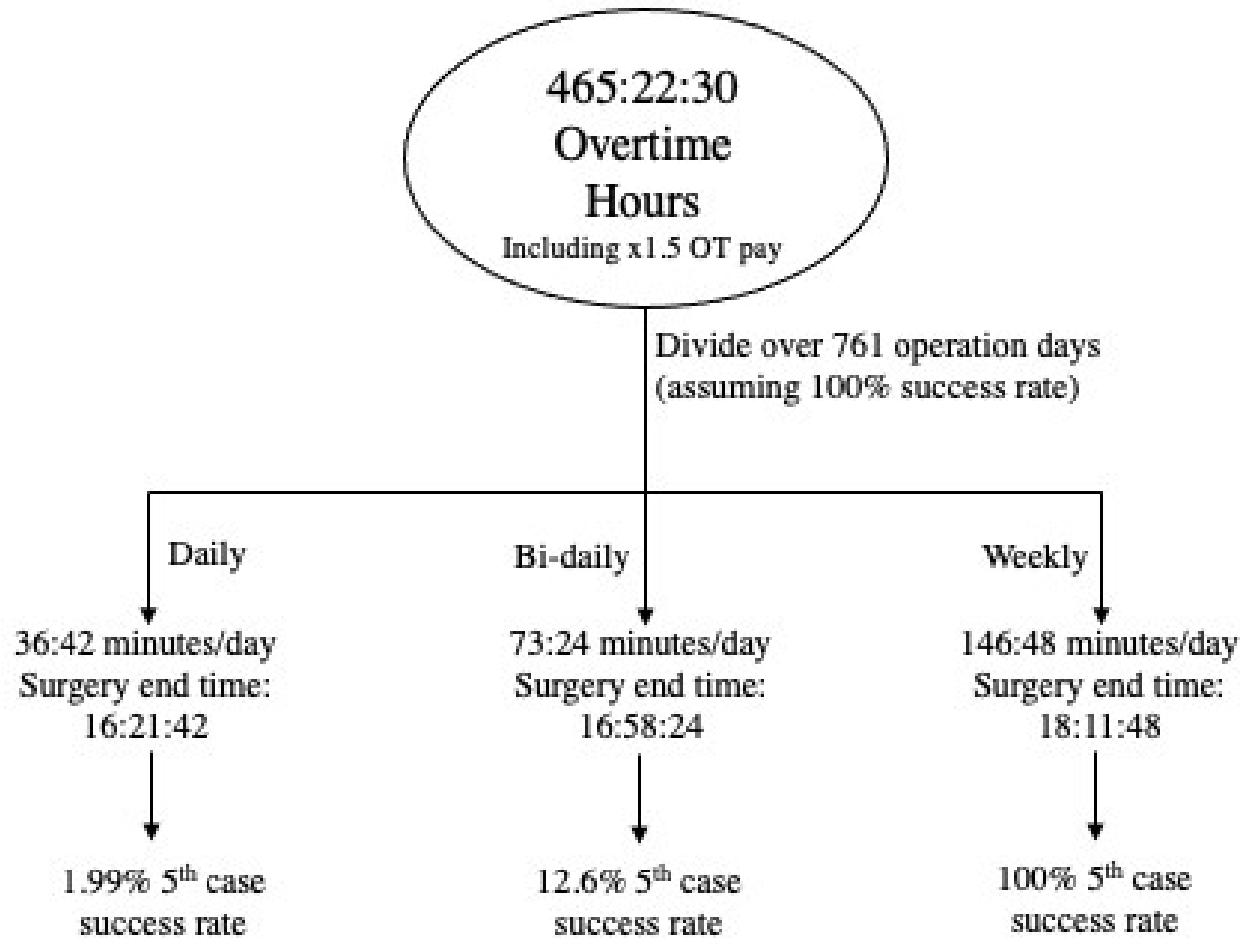 465:22:30
Overtime
Hours
Including x1.5 OT pay
Divide over 761 operation days
(assuming 100% success rate)
Daily
Bi-daily
Weekly
36:42 minutes/day
Surgery end time:
16:21:42
73:24 minutes/day
Surgery end time:
16:58:24
146:48 minutes/day
Surgery end time:
18:11:48
1.99% 5th case
success rate
12.6% 5th case
success rate
100% 5th case
success rate